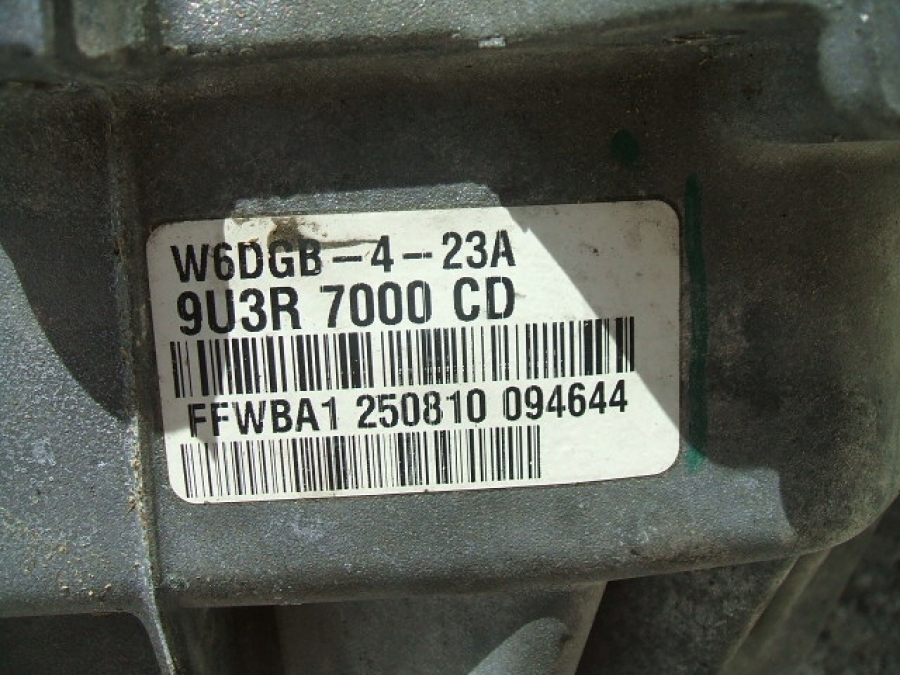 W6DGB-4-23A
9U3R 7000 CD
FFWBA1 250810 094644